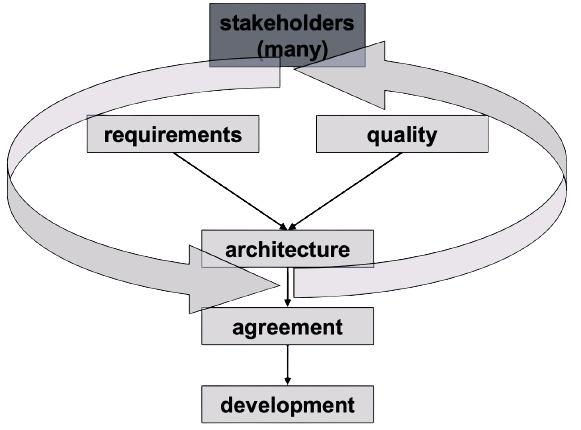 stakeholders
(many)
requirements
quality
architecture
agreement
development